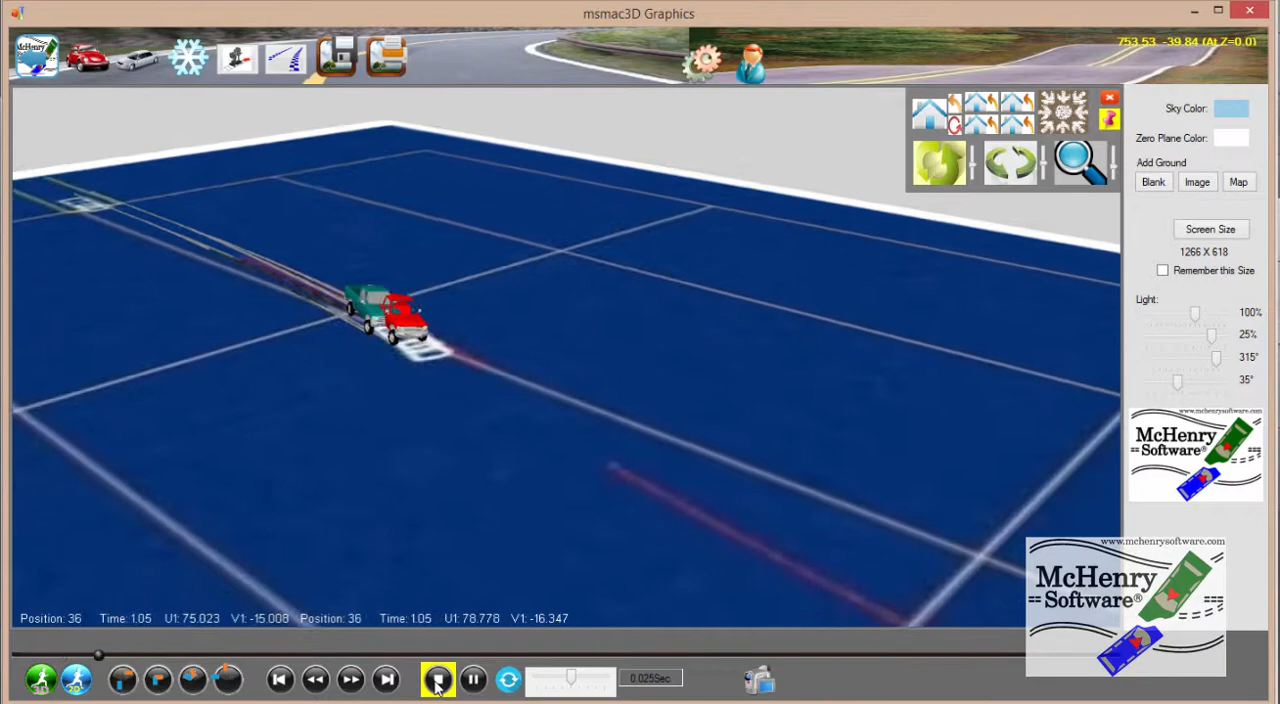 msmac3D Graphics
McHenry
753.53 -39.84 (At Z=0.0)
Sky Color:
Zero Plane Color:
Add Ground
Blank Image Map
Screen Size
1266 X 618
Remember this Size
Light:
100%
25%
315°
35°
www.mchenrysoftware.com
McHenry
Software®
www.mchenrysoftware.com
McHenry
Software®
Position: 36 Time: 1.05 U1: 75.023 V1: -15.008 Position: 36 Time: 1.05 U1: 78.778 V1: -16.347
3D 2D 0.025Sec